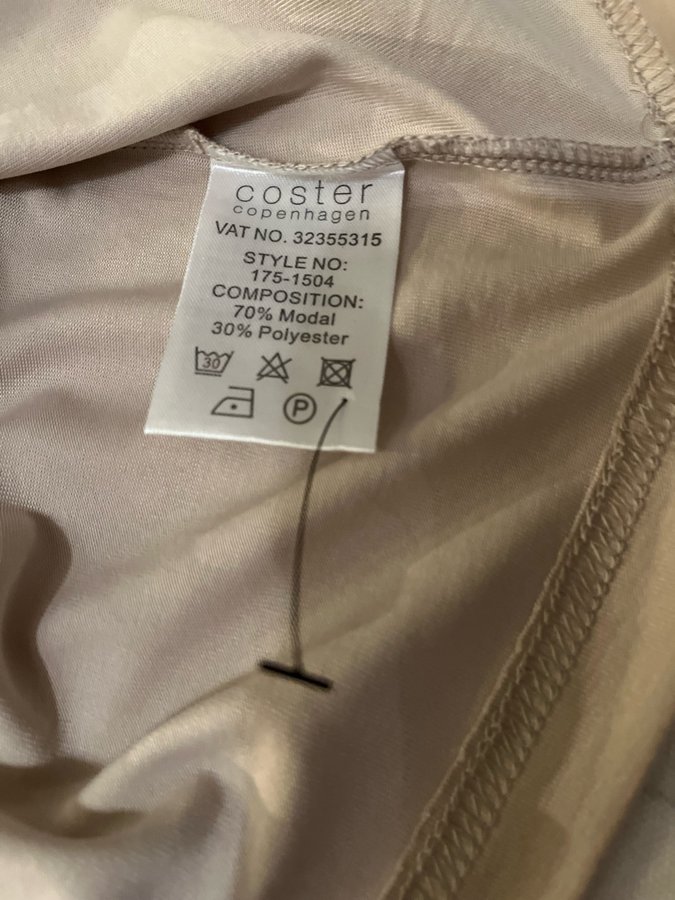 coster
copenhagen
VAT NO. 32355315
STYLE NO:
175-1504
COMPOSITION:
70% Modal
30% Polyester
30
P